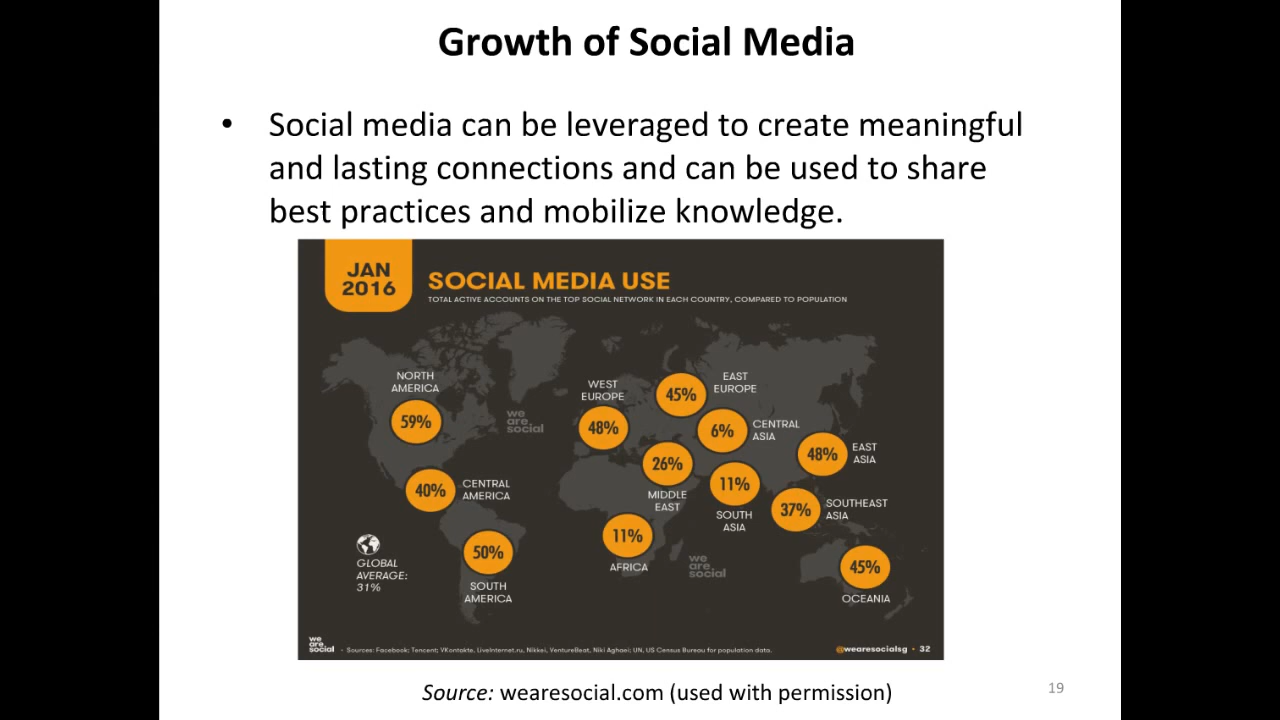 Growth of Social Media
• Social media can be leveraged to create meaningful
and lasting connections and can be used to share
best practices and mobilize knowledge.
JAN
2016
SOCIAL MEDIA USE
TOTAL ACTIVE ACCOUNTS ON THE TOP SOCIAL NETWORK IN EACH COUNTRY, COMPARED TO POPULATION
NORTH
AMERICA
59%
we
are.
social
WEST
EUROPE
48%
45%
EAST
EUROPE
6%
CENTRAL
ASIA
48%
EAST
ASIA
40%
CENTRAL
AMERICA
26%
MIDDLE
EAST
11%
SOUTH
ASIA
37%
SOUTHEAST
ASIA
GLOBAL
AVERAGE:
31%
50%
SOUTH
AMERICA
11%
AFRICA
we
are.
social
45%
OCEANIA
we
are.
social
• Sources: Facebook; Tencent; VKontakte, LiveInternet.ru, Nikkei, VentureBeat, Niki Aghaei; UN, US Census Bureau for population data.
@wearesocialsg • 32
Source: wearesocial.com (used with permission)
19